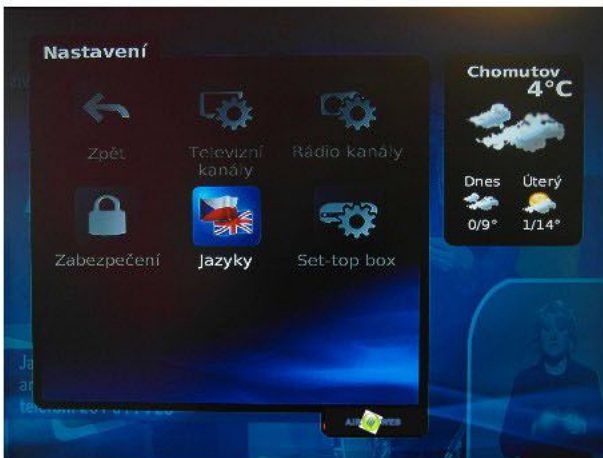 Nastavení
Zpět
Televizní
kanály
Rádio kanály
Zabezpečení
Jazyky
Set-top box
Chomutov
4°C
Dnes
Úterý
0/9°
1/14°